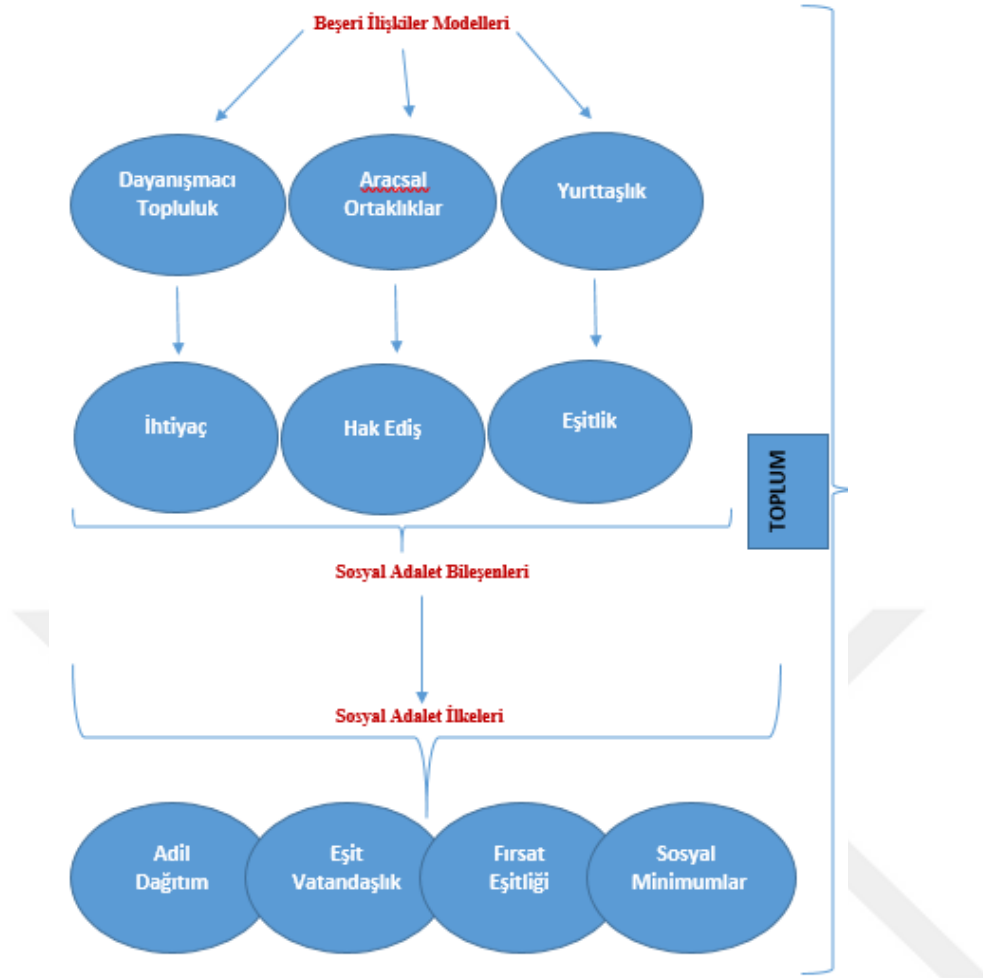 Beşeri İlişkiler Modelleri
Dayanışmacı
Topluluk
Araçsal
Ortaklıklar
Yurttaşlık
İhtiyaç
Hak Ediş
Eşitlik
TOPLUM
Sosyal Adalet Bileşenleri
Sosyal Adalet İlkeleri
Adil
Dağıtım
Eşit
Vatandaşlık
Fırsat
Eşitliği
Sosyal
Minimumlar